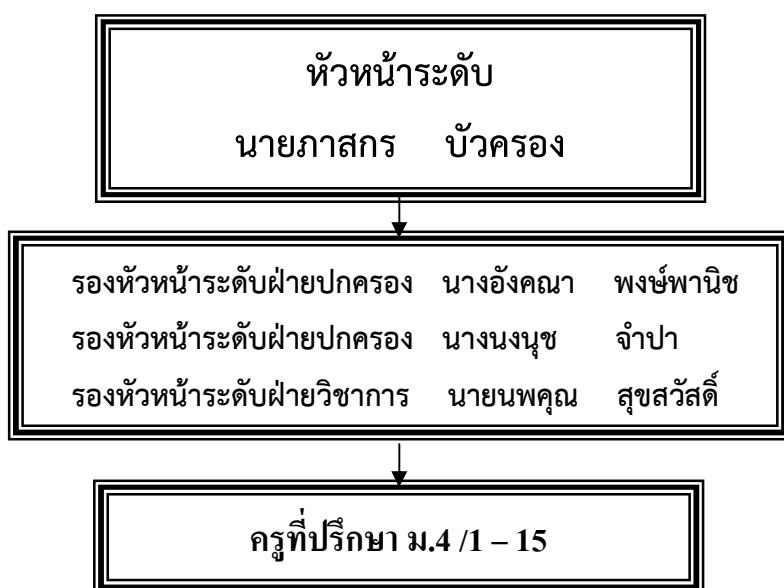 หัวหน้าระดับ
นายภาสกร บัวครอง
รองหัวหน้าระดับฝ่ายปกครอง นางอังคณา พงษ์พานิช
รองหัวหน้าระดับฝ่ายปกครอง นางนงนุช จำปา
รองหัวหน้าระดับฝ่ายวิชาการ นายนพคุณ สุขสวัสดิ์
ครูที่ปรึกษา ม.4 /1 – 15